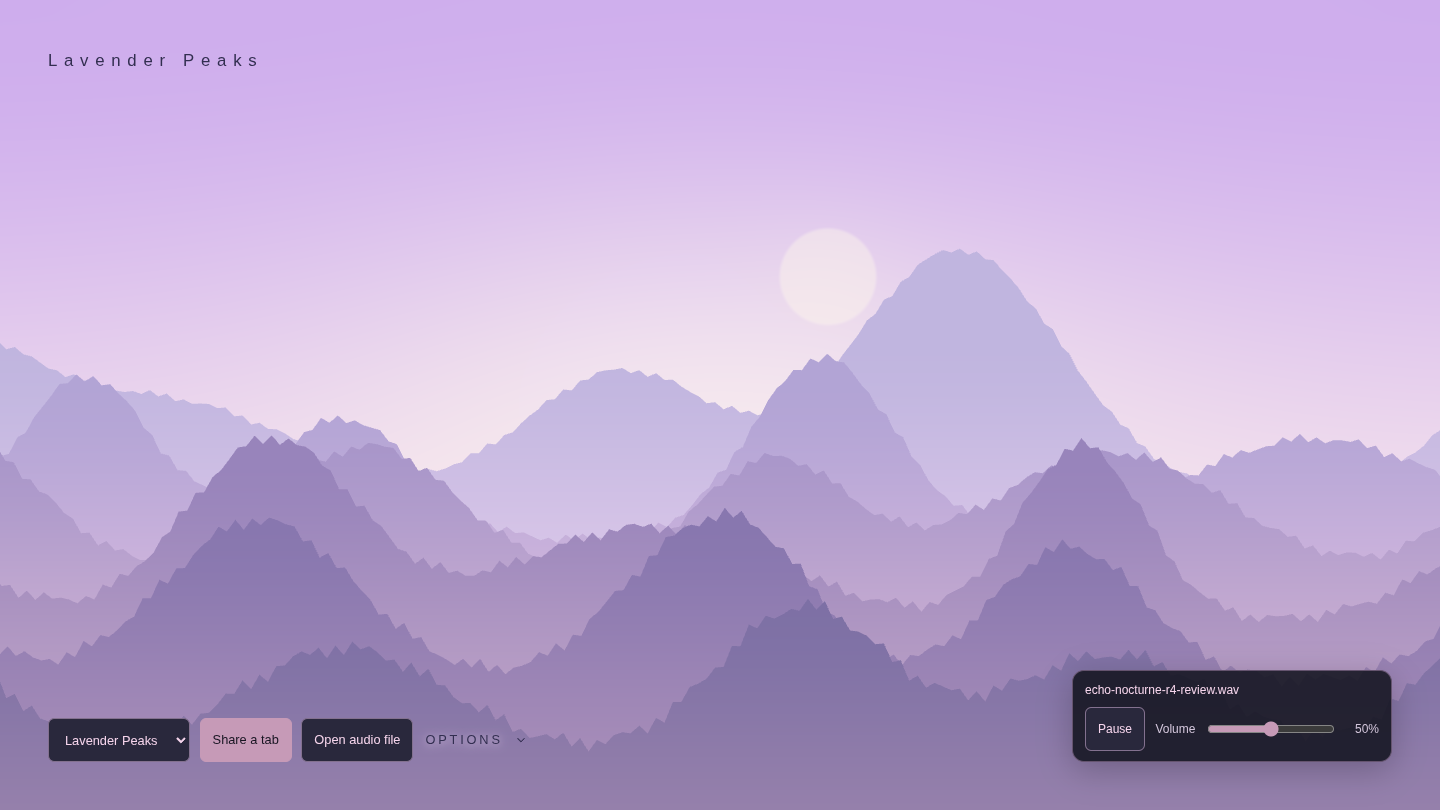 Lavender Peaks
echo-nocturne-r4-review.wav
Pause Volume 50%
Lavender Peaks Share a tab Open audio file OPTIONS